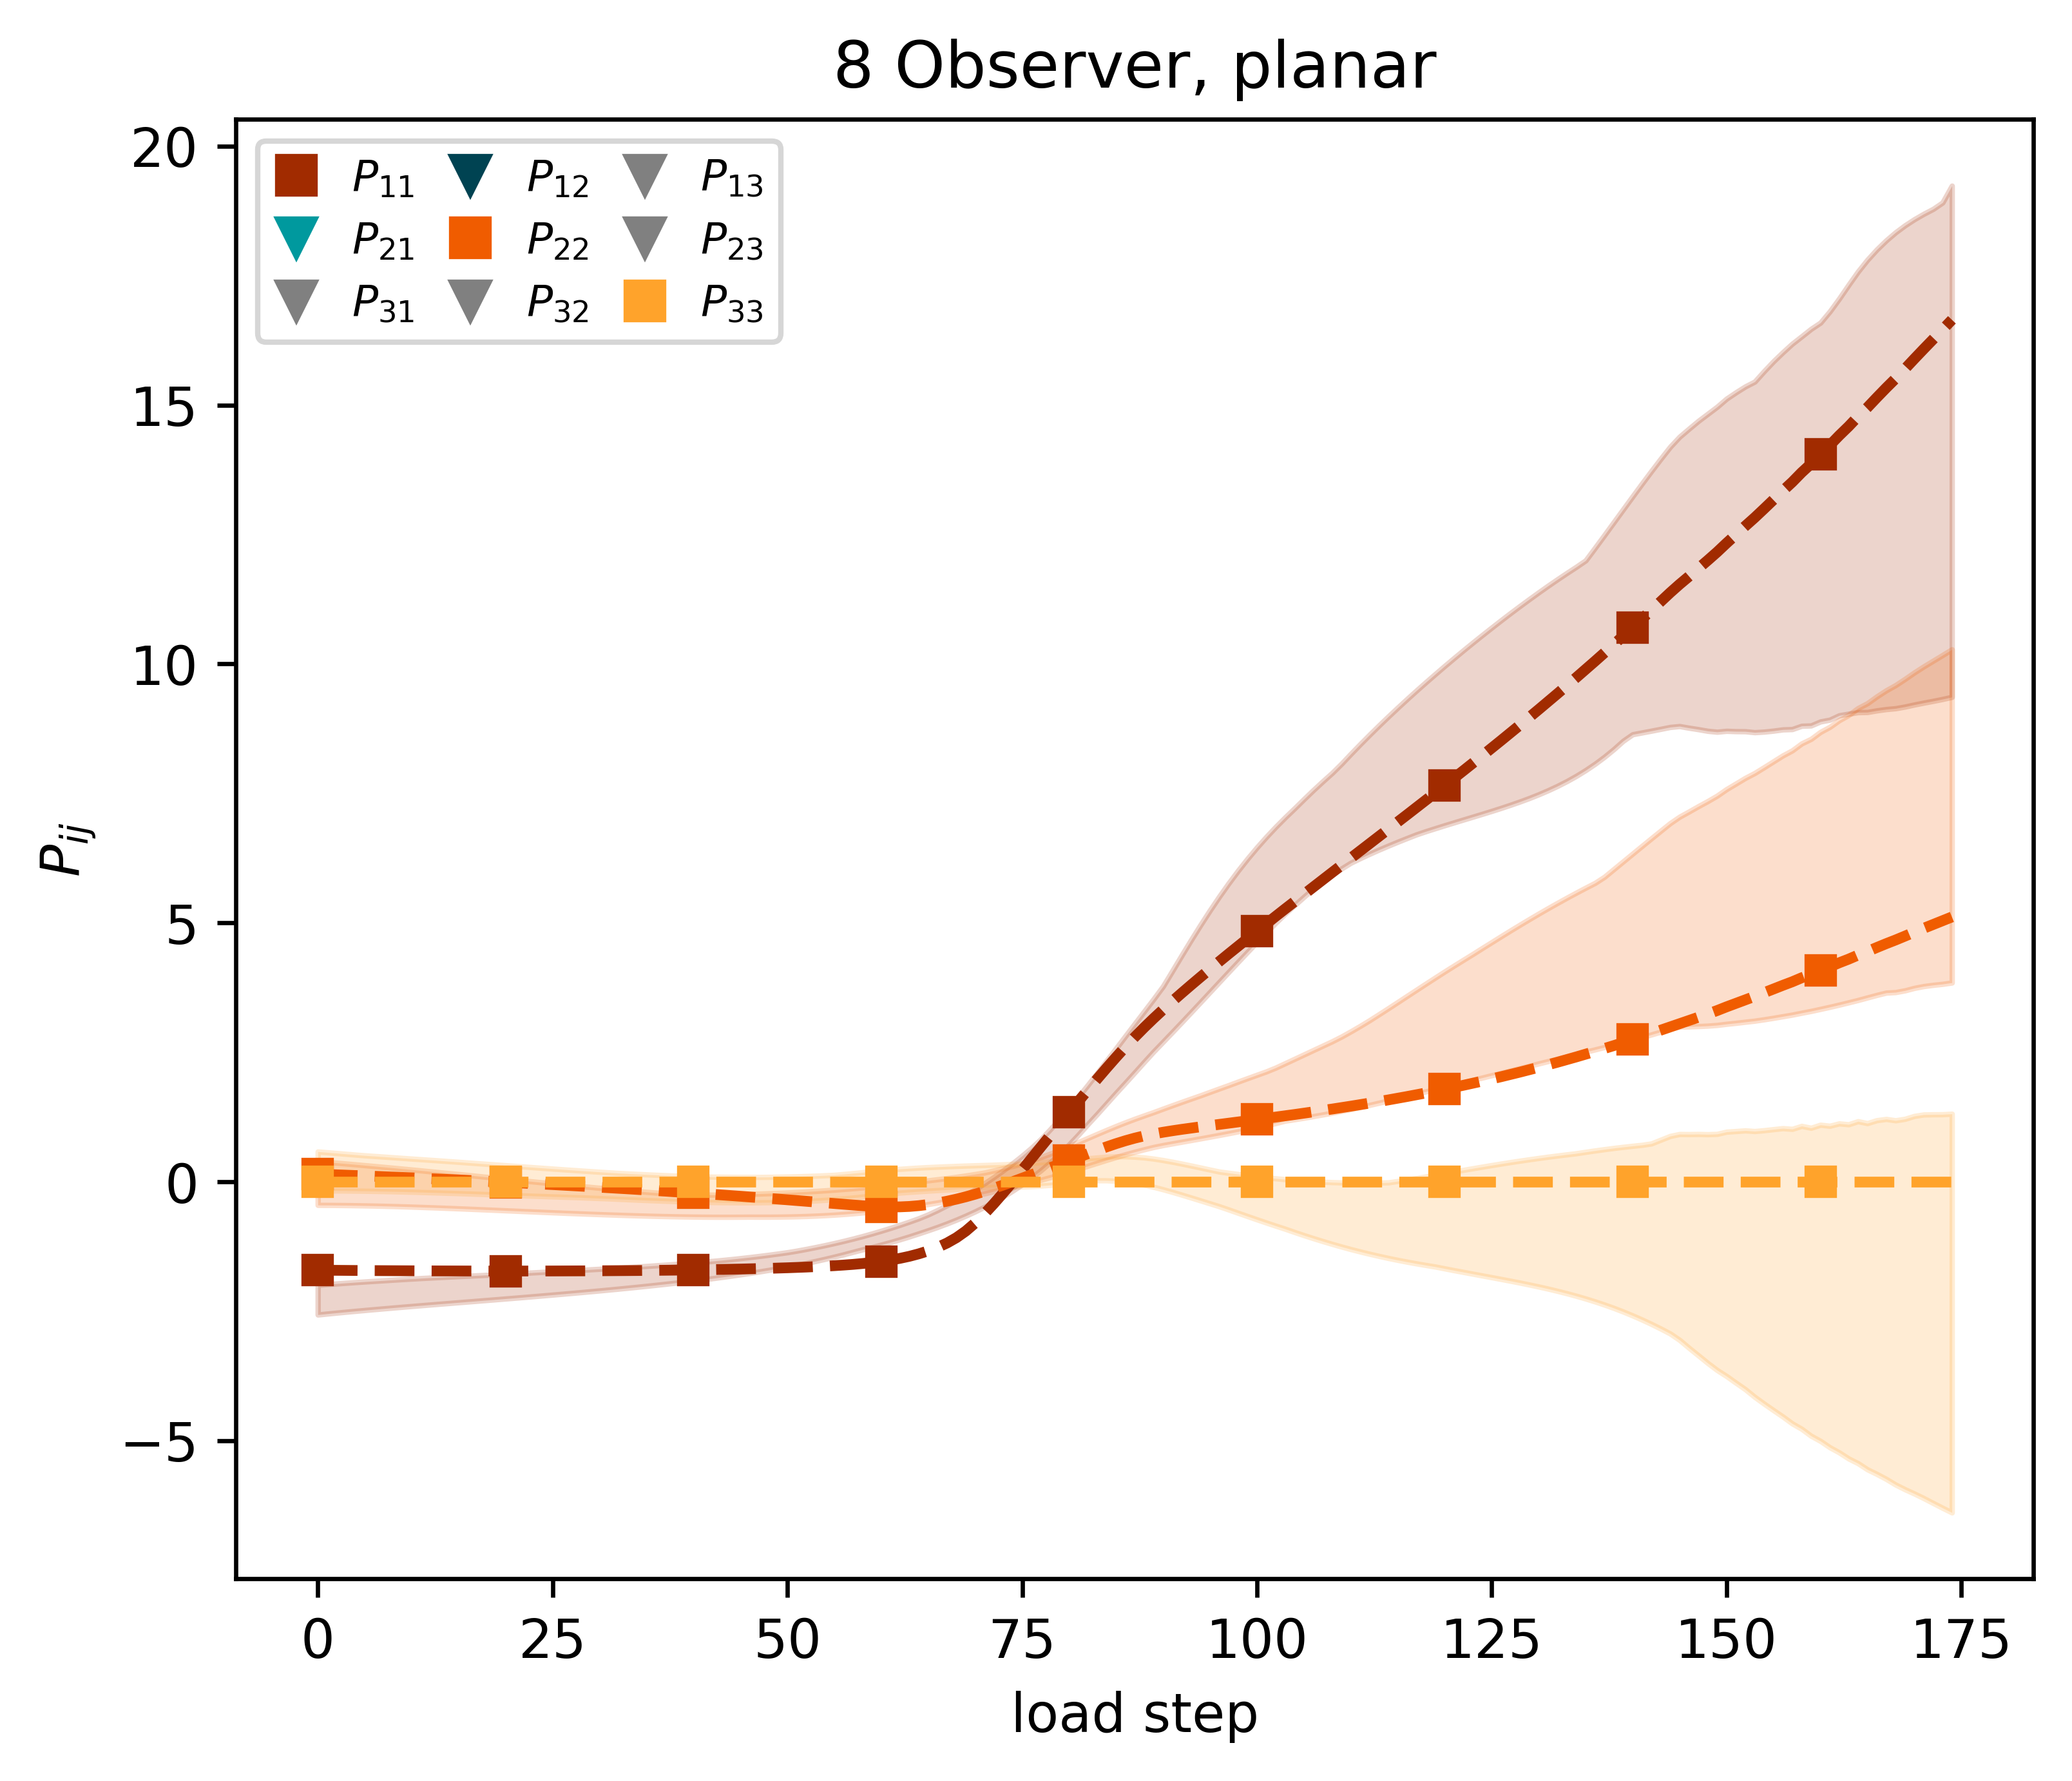 8 Observer, planar
P₁₁ P₁₂ P₁₃
P₂₁ P₂₂ P₂₃
P₃₁ P₃₂ P₃₃
20
15
10
5
0
−5
Pᵢⱼ
0 25 50 75 100 125 150 175
load step